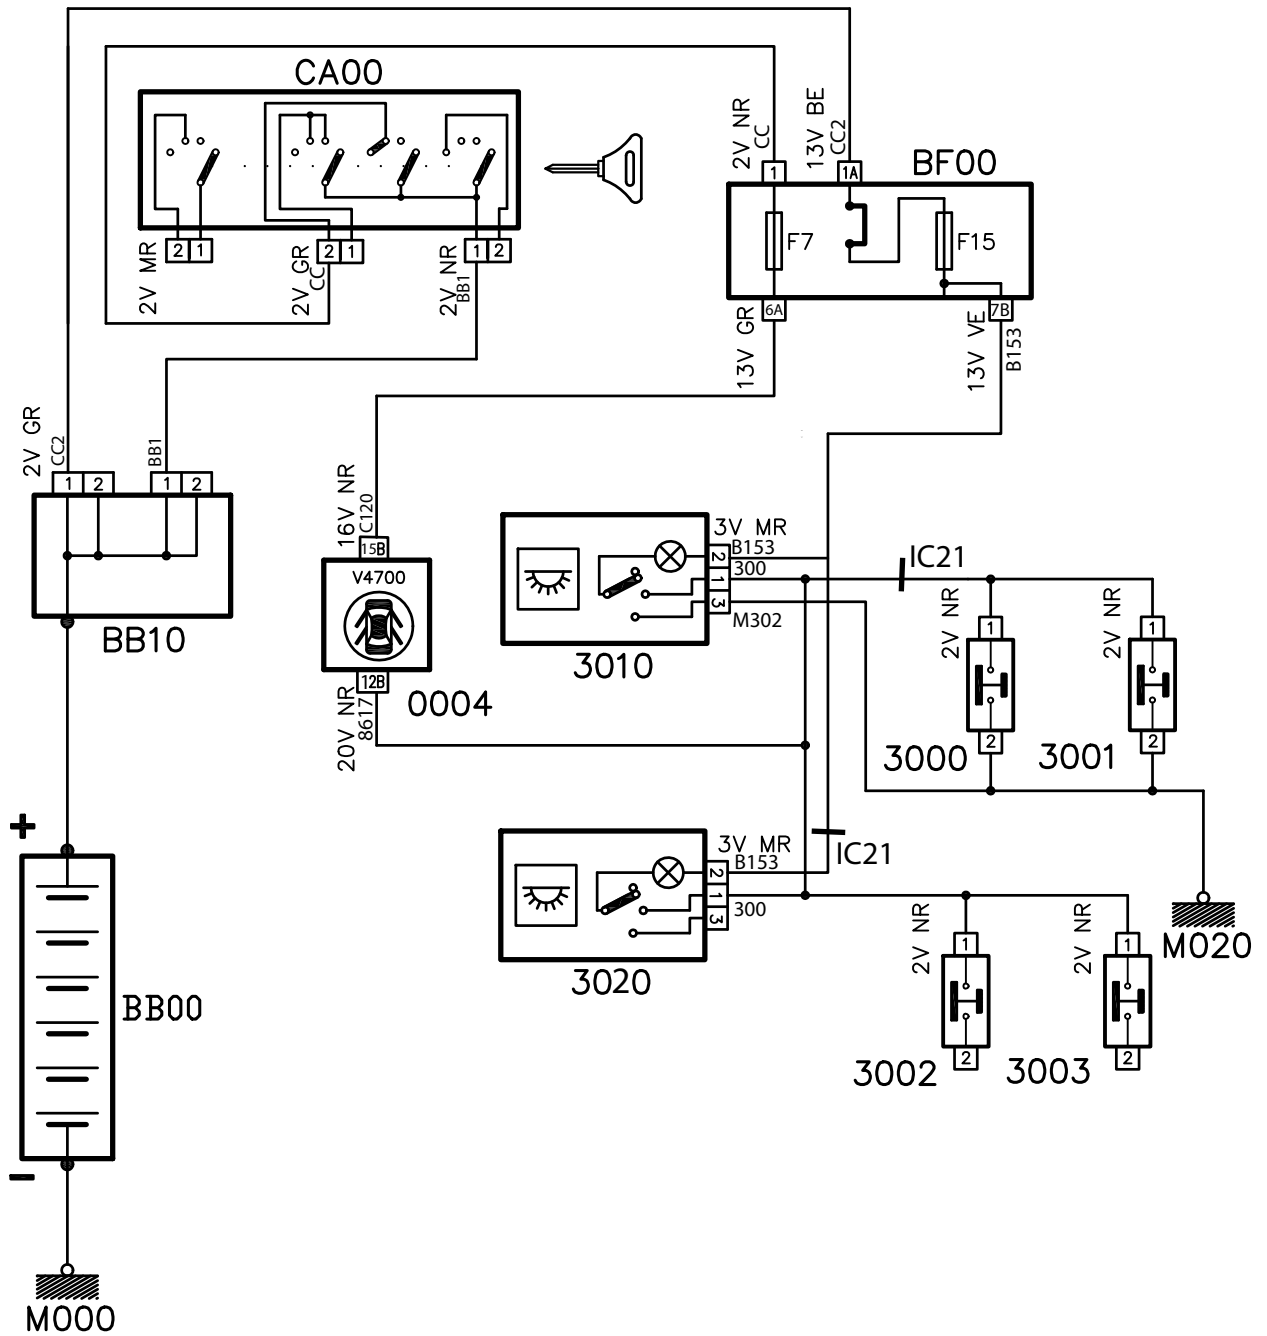 CA00
2V MR
2
1
2V GR
CC
2
1
2V NR
BB1
1
2
2V NR
CC
13V BE
CC2
1
1A
BF00
F7
F15
6A
7B
13V GR
13V VE
B153
2V GR
CC2
BB1
1
2
1
2
BB10
16V NR
C120
15B
V4700
12B
0004
20V NR
8617
3V MR
B153
2
300
1
3
M302
3010
IC21
2V NR
1
2
3000
2V NR
1
2
3001
+
BB00
−
M000
3V MR
B153
2
1
300
3
3020
IC21
2V NR
1
2
3002
2V NR
1
2
3003
M020